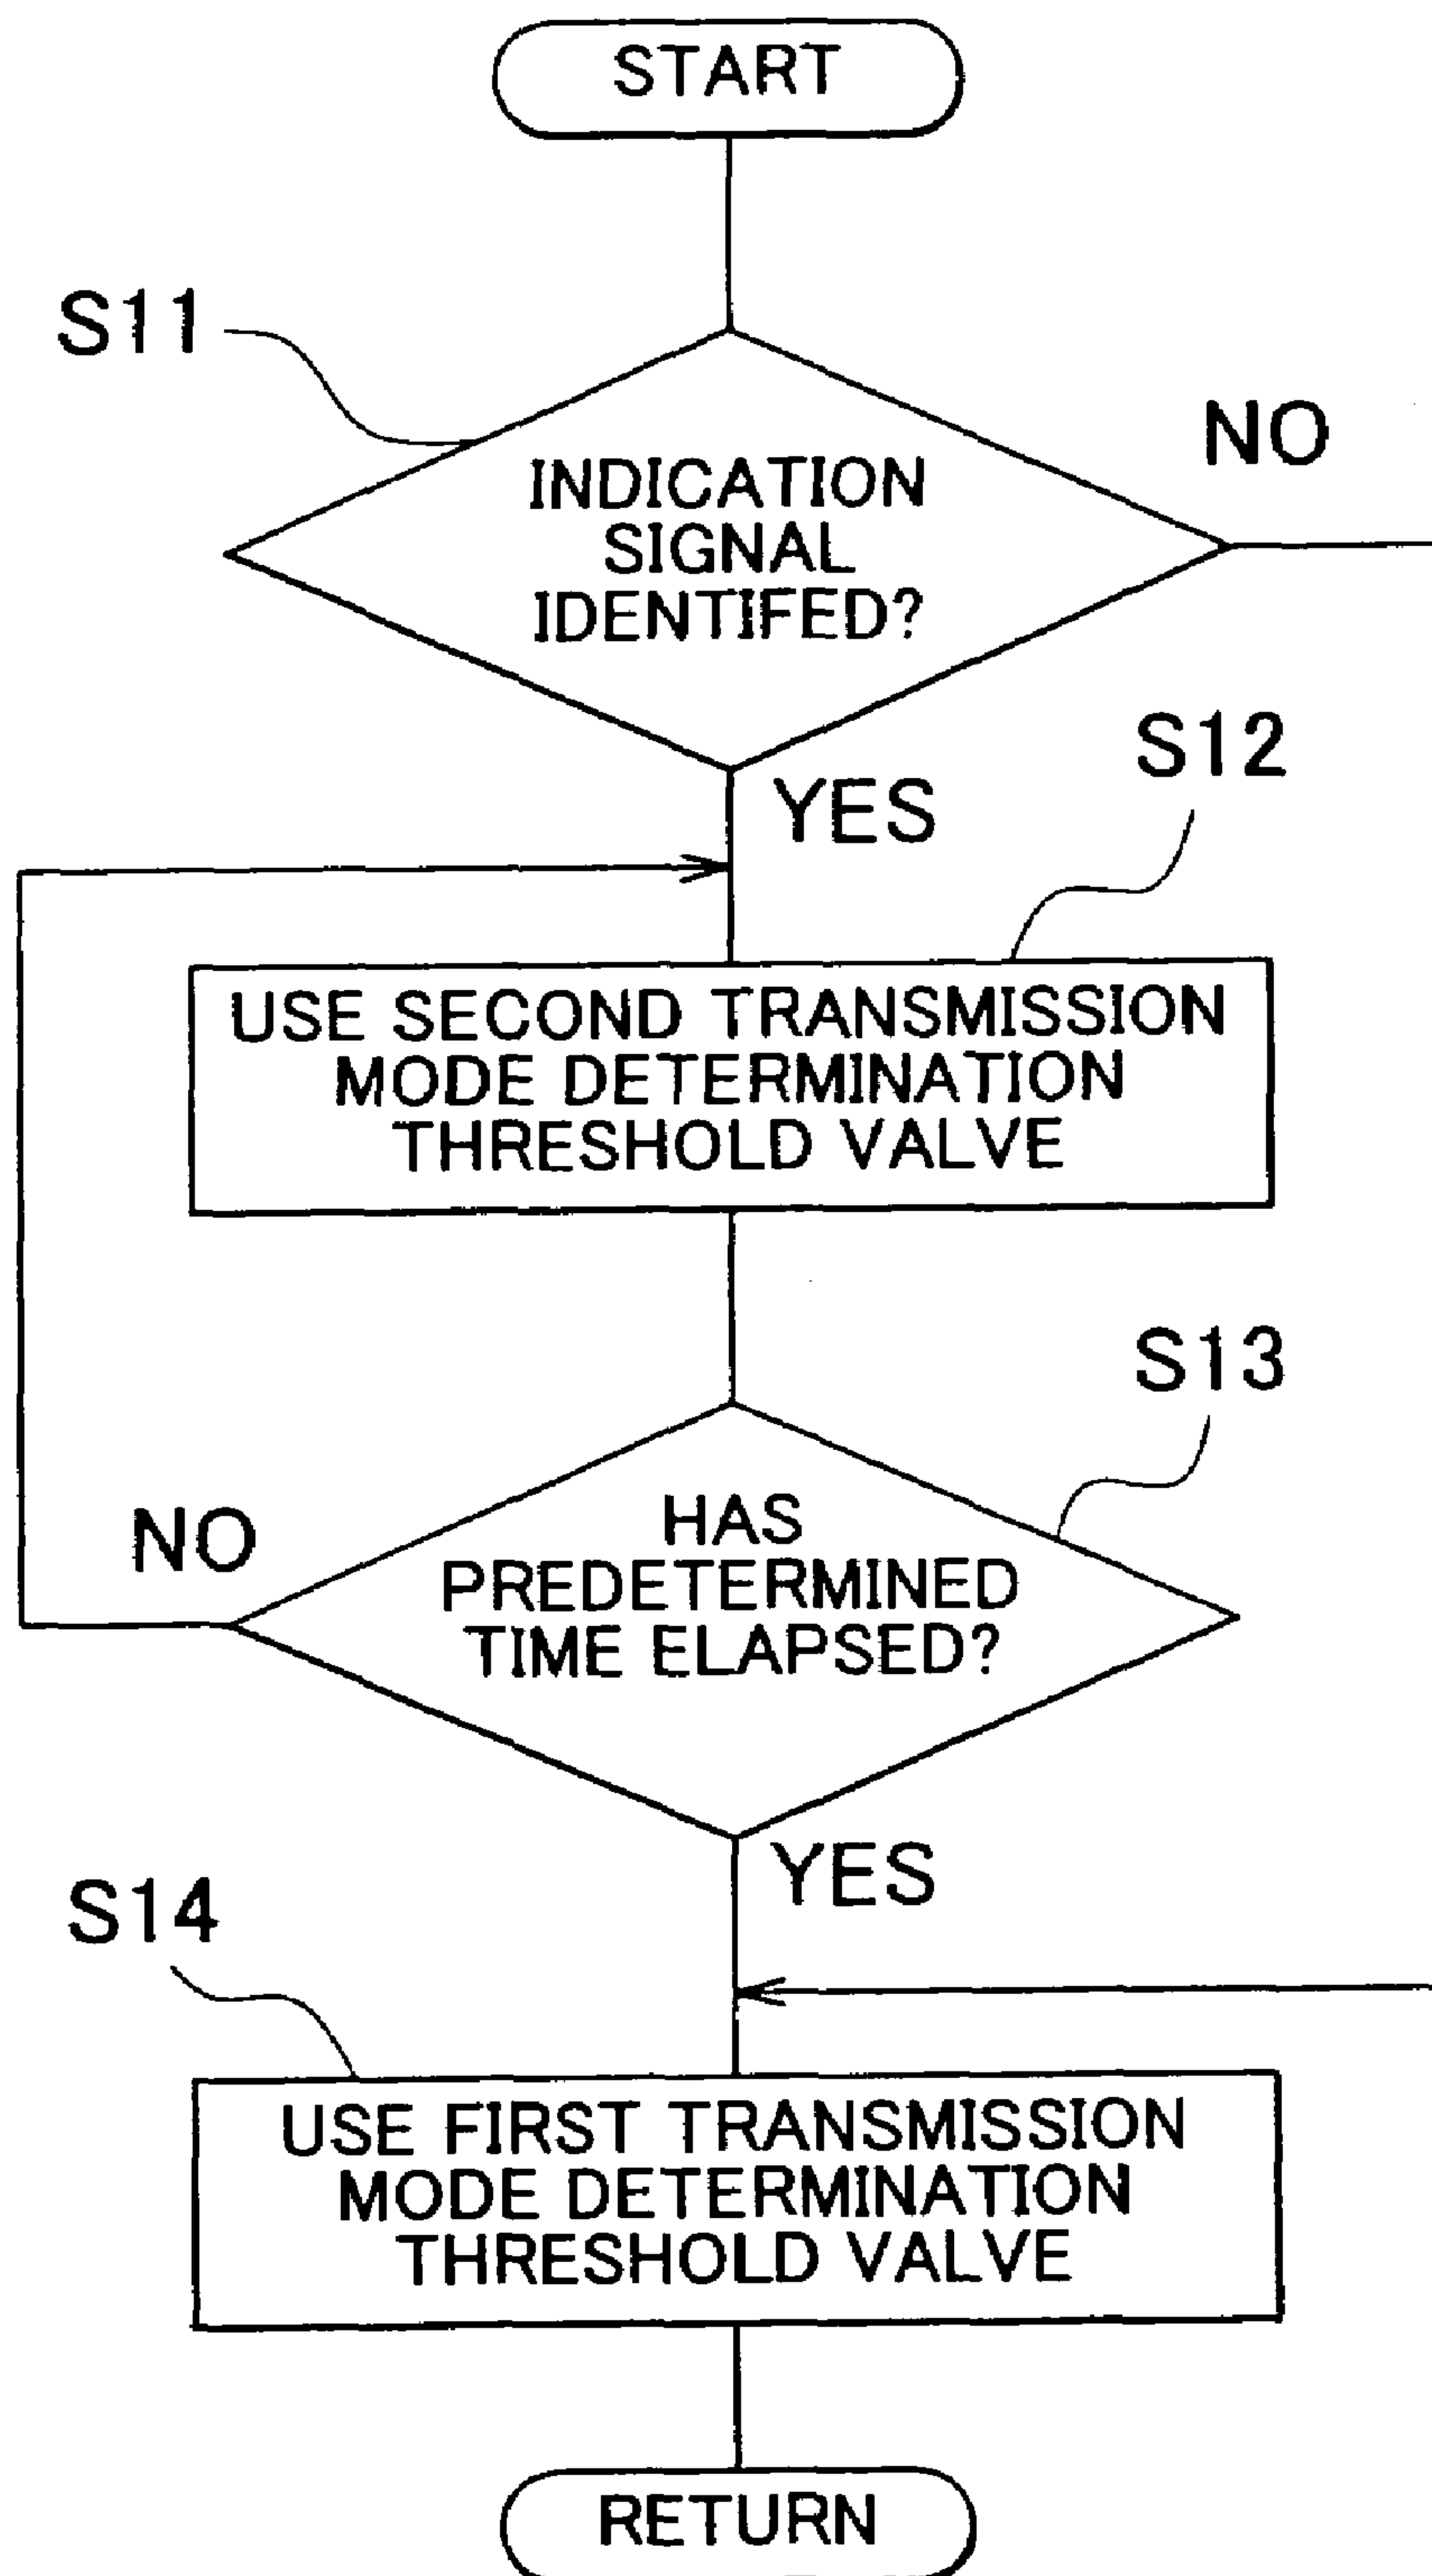 START
S11
NO
INDICATION
SIGNAL
IDENTIFED?
YES
S12
USE SECOND TRANSMISSION
MODE DETERMINATION
THRESHOLD VALVE
S13
HAS
PREDETERMINED
TIME ELAPSED?
NO
YES
S14
USE FIRST TRANSMISSION
MODE DETERMINATION
THRESHOLD VALVE
RETURN